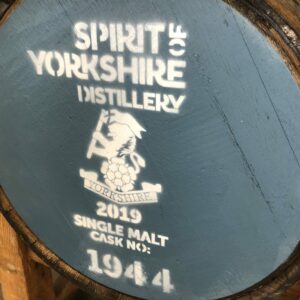 SPIRIT OF
YORKSHIRE
DISTILLERY
YORKSHIRE
2019
SINGLE MALT
CASK NO:
1944